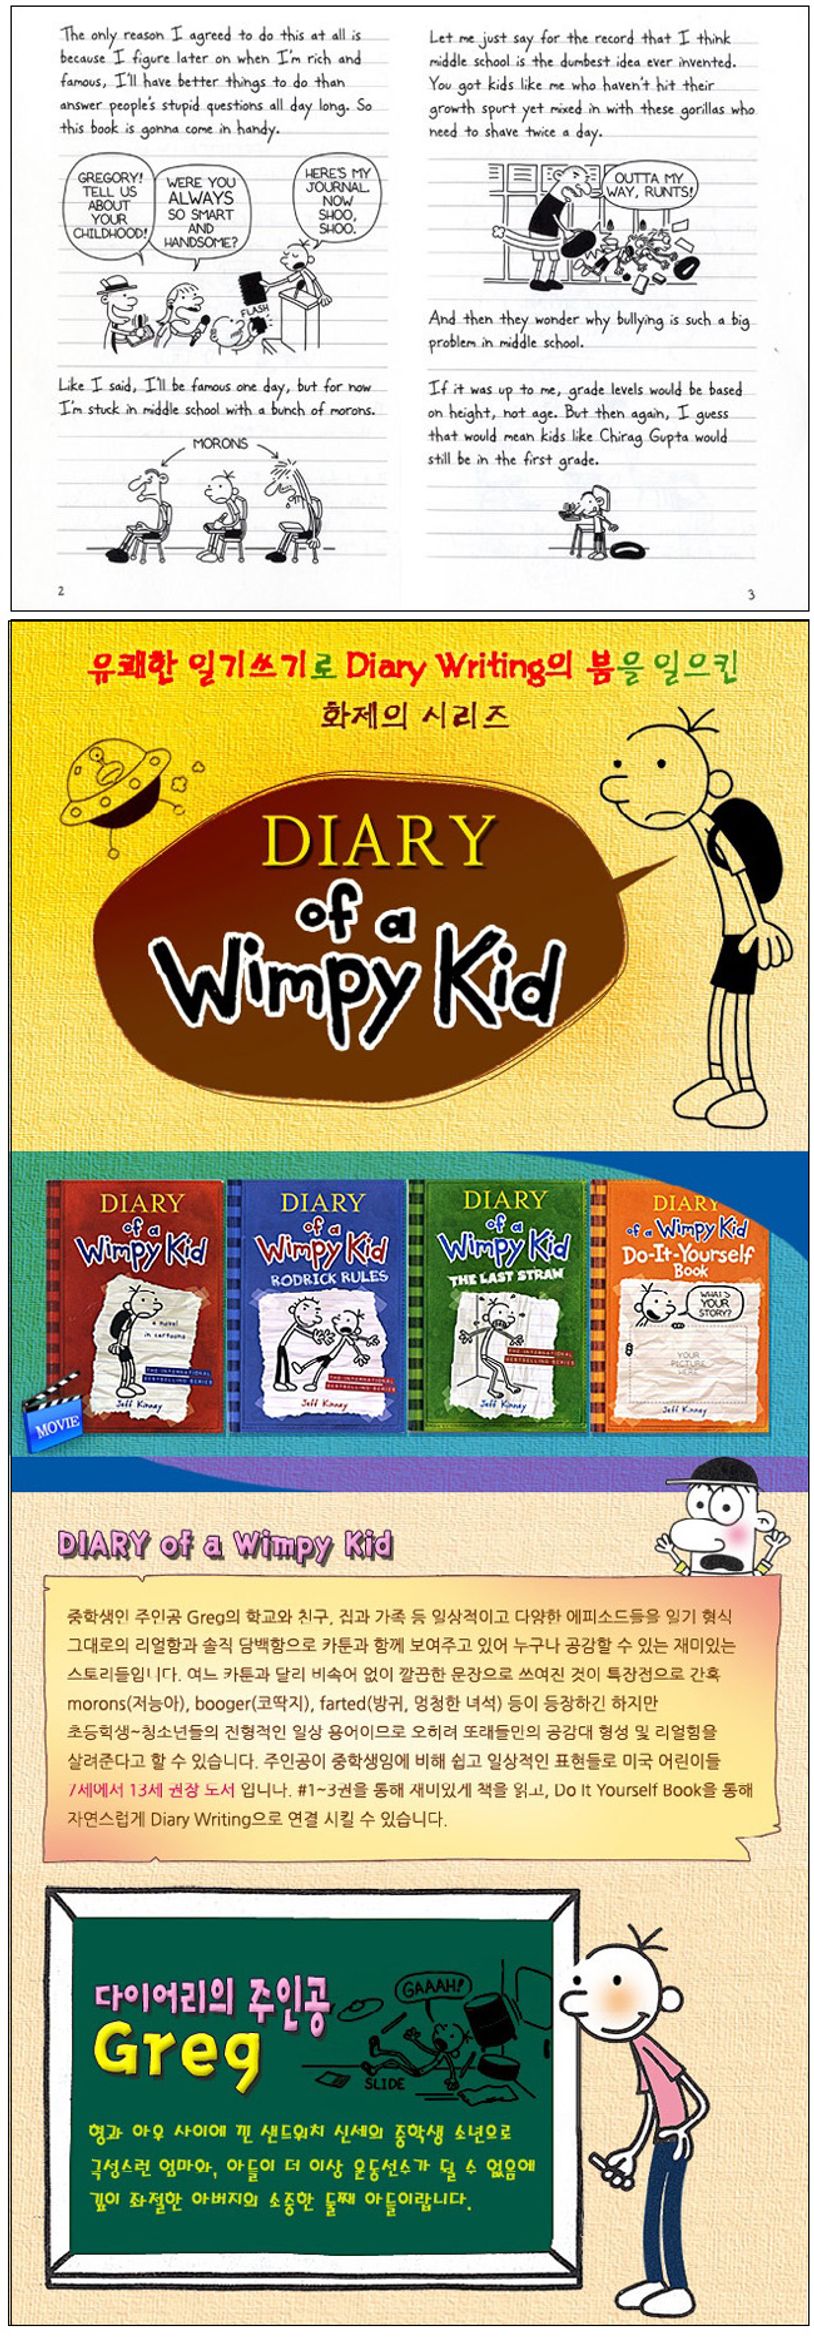 The only reason I agreed to do this at all is
because I figure later on when I'm rich and
famous, I'll have better things to do than
answer people's stupid questions all day long. So
this book is gonna come in handy.
GREGORY!
TELL US
ABOUT
YOUR
CHILDHOOD!
WERE YOU
ALWAYS
SO SMART
AND
HANDSOME?
HERE'S MY
JOURNAL.
NOW
SHOO,
SHOO.
FLASH
Like I said, I'll be famous one day, but for now
I'm stuck in middle school with a bunch of morons.
MORONS
2
Let me just say for the record that I think
middle school is the dumbest idea ever invented.
You got kids like me who haven't hit their
growth spurt yet mixed in with these gorillas who
need to shave twice a day.
OUTTA MY
WAY, RUNTS!
And then they wonder why bullying is such a big
problem in middle school.
If it was up to me, grade levels would be based
on height, not age. But then again, I guess
that would mean kids like Chirag Gupta would
still be in the first grade.
3
유쾌한 일기쓰기로 Diary Writing의 붐을 일으킨
화제의 시리즈
DIARY
of a
Wimpy Kid
DIARY
of a
Wimpy Kid
a novel
in cartoons
THE INTERNATIONAL
BESTSELLING SERIES
Jeff Kinney
MOVIE
DIARY
of a
Wimpy Kid
RODRICK RULES
THE INTERNATIONAL
BESTSELLING SERIES
Jeff Kinney
DIARY
of a
Wimpy Kid
THE LAST STRAW
THE INTERNATIONAL
BESTSELLING SERIES
Jeff Kinney
DIARY
of a Wimpy Kid
Do-It-Yourself
Book
WHAT'S
YOUR
STORY?
YOUR
PICTURE
HERE
Jeff Kinney
DIARY of a Wimpy Kid
중학생인 주인공 Greg의 학교와 친구, 집과 가족 등 일상적이고 다양한 에피소드들을 일기 형식
그대로의 리얼함과 솔직 담백함으로 카툰과 함께 보여주고 있어 누구나 공감할 수 있는 재미있는
스토리들입니다. 여느 카툰과 달리 비속어 없이 깔끔한 문장으로 쓰여진 것이 특장점으로 간혹
morons(저능아), booger(코딱지), farted(방귀, 멍청한 녀석) 등이 등장하긴 하지만
초등학생~청소년들의 전형적인 일상 용어이므로 오히려 또래들만의 공감대 형성 및 리얼힘을
살려준다고 할 수 있습니다. 주인공이 중학생임에 비해 쉽고 일상적인 표현들로 미국 어린이들
7세에서 13세 권장 도서 입니다. #1~3권을 통해 재미있게 책을 읽고, Do It Yourself Book을 통해
자연스럽게 Diary Writing으로 연결 시킬 수 있습니다.
다이어리의 주인공
Greg
GAAAH!
SLIDE
형과 아우 사이에 낀 샌드위치 신세의 중학생 소년으로
극성스런 엄마와, 아들이 더 이상 운동선수가 될 수 없음에
깊이 좌절한 아버지의 소중한 둘째 아들이랍니다.